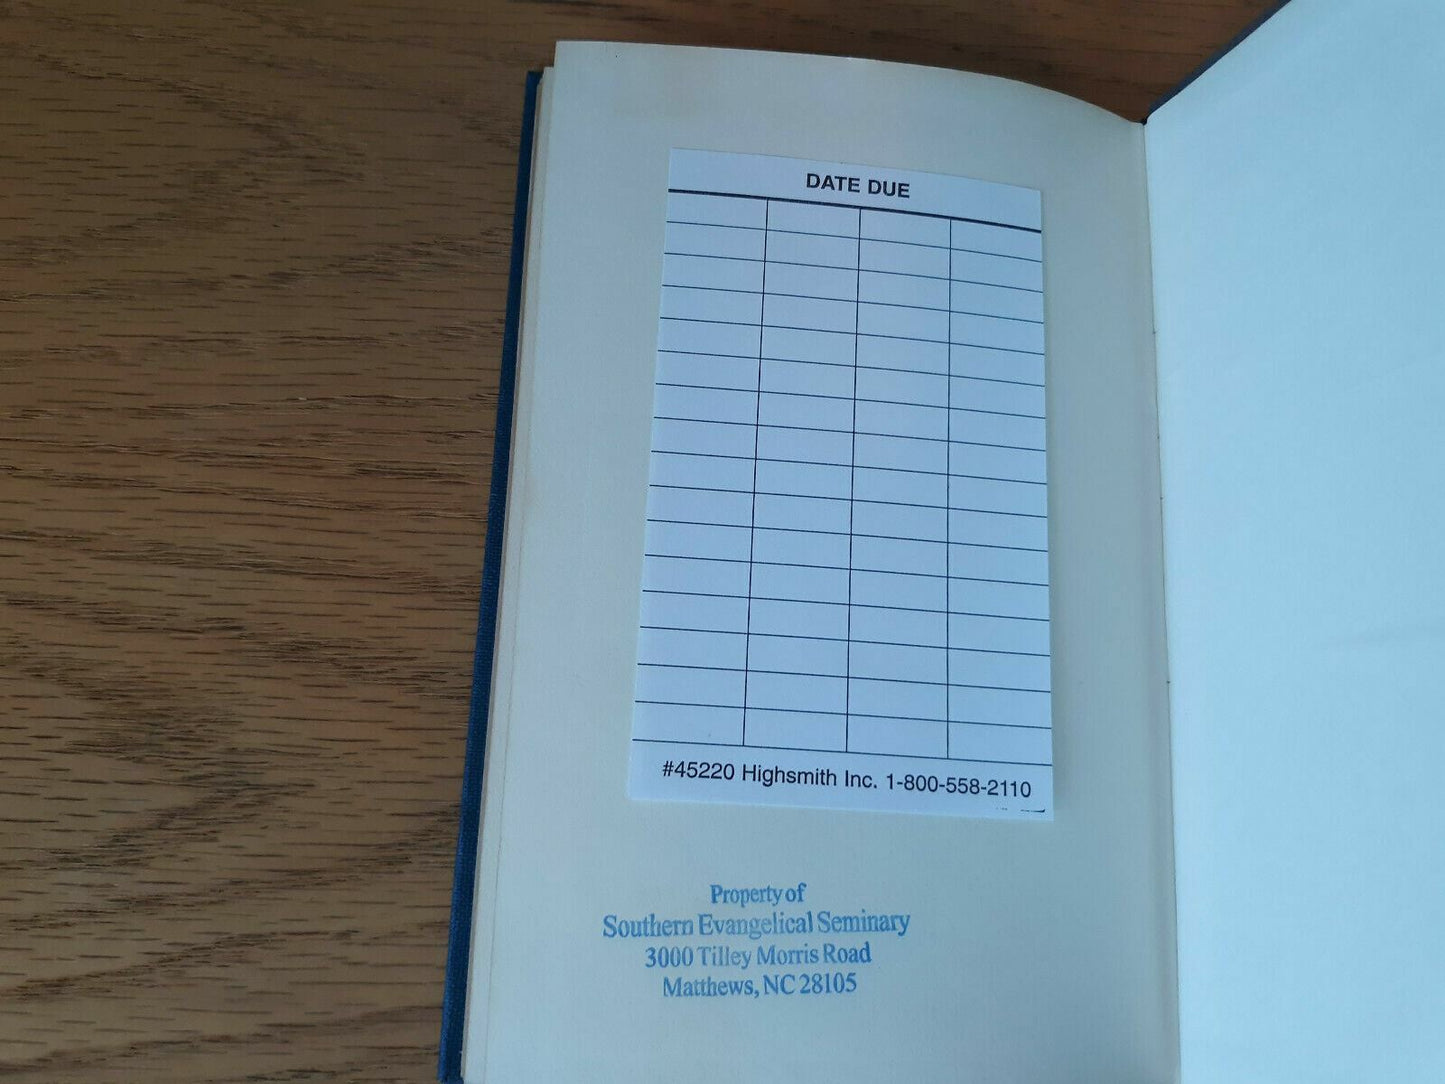 DATE DUE
#45220 Highsmith Inc. 1-800-558-2110
Property of
Southern Evangelical Seminary
3000 Tilley Morris Road
Matthews, NC 28105